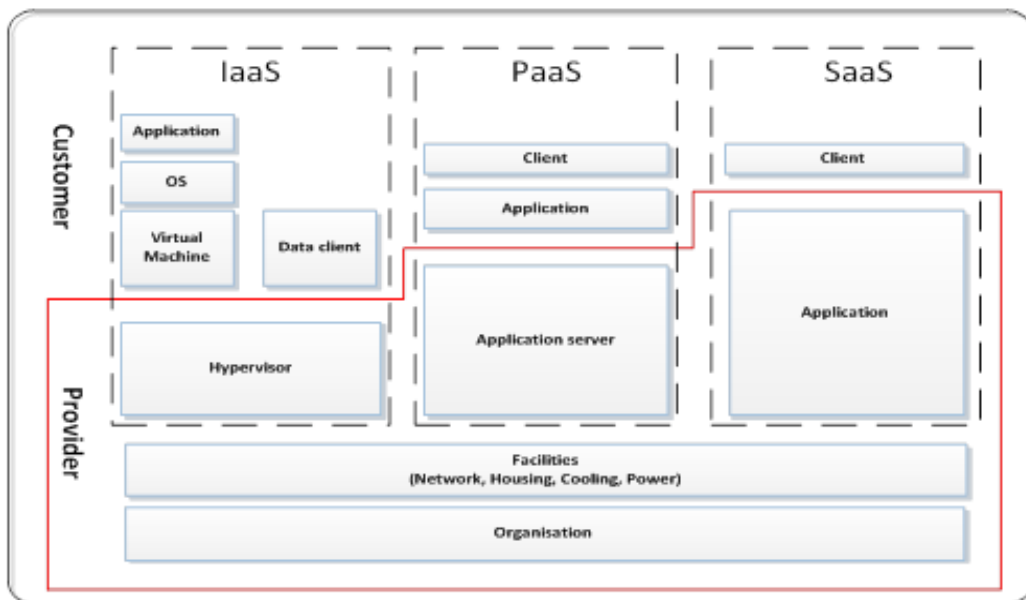 IaaS
PaaS
SaaS
Customer
Application
OS
Virtual
Machine
Data client
Hypervisor
Client
Application
Application server
Client
Application
Provider
Facilities
(Network, Housing, Cooling, Power)
Organisation